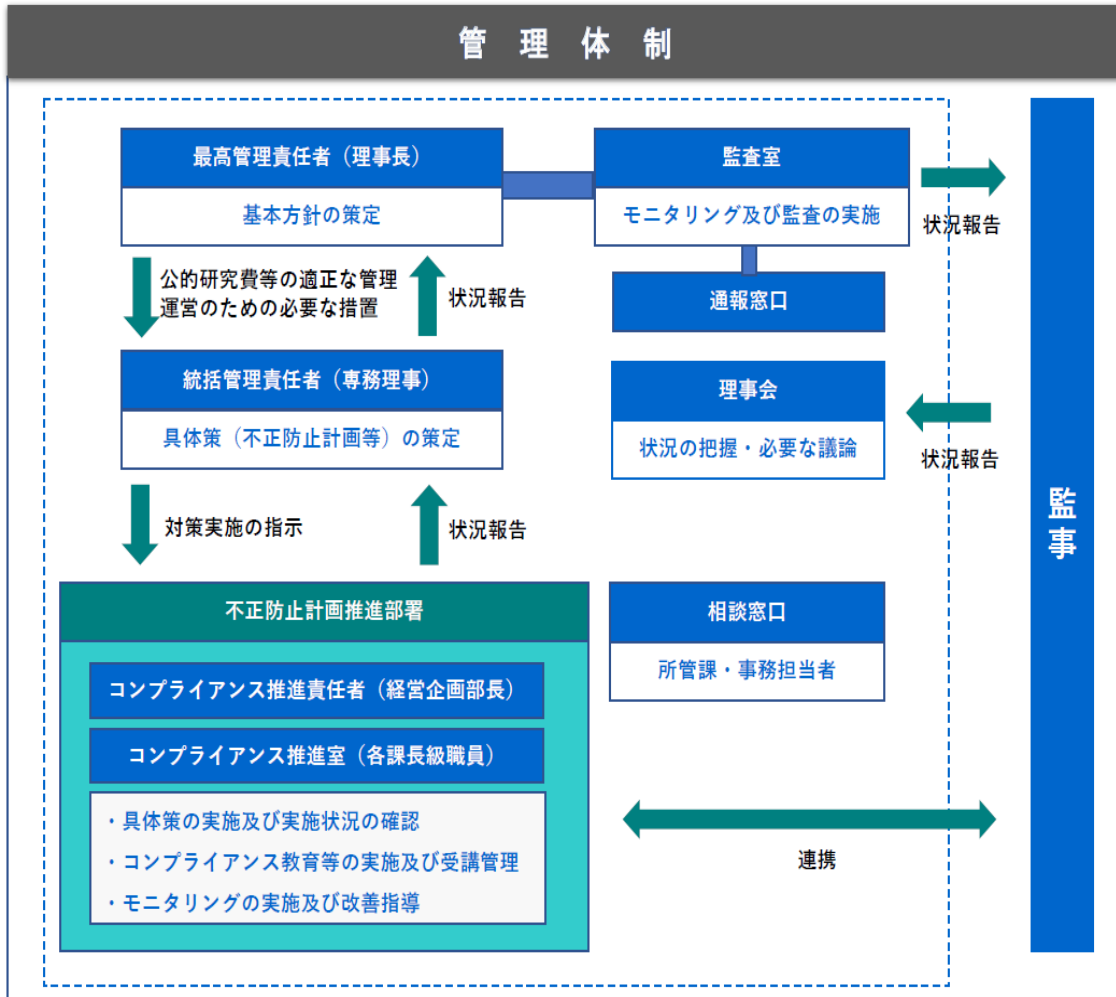 管理体制
最高管理責任者（理事長）
基本方針の策定
監査室
モニタリング及び監査の実施
状況報告
通報窓口
公的研究費等の適正な管理
運営のための必要な措置
状況報告
統括管理責任者（専務理事）
具体策（不正防止計画等）の策定
理事会
状況の把握・必要な議論
状況報告
監事
対策実施の指示
状況報告
不正防止計画推進部署
コンプライアンス推進責任者（経営企画部長）
コンプライアンス推進室（各課長級職員）
・具体策の実施及び実施状況の確認
・コンプライアンス教育等の実施及び受講管理
・モニタリングの実施及び改善指導
相談窓口
所管課・事務担当者
連携